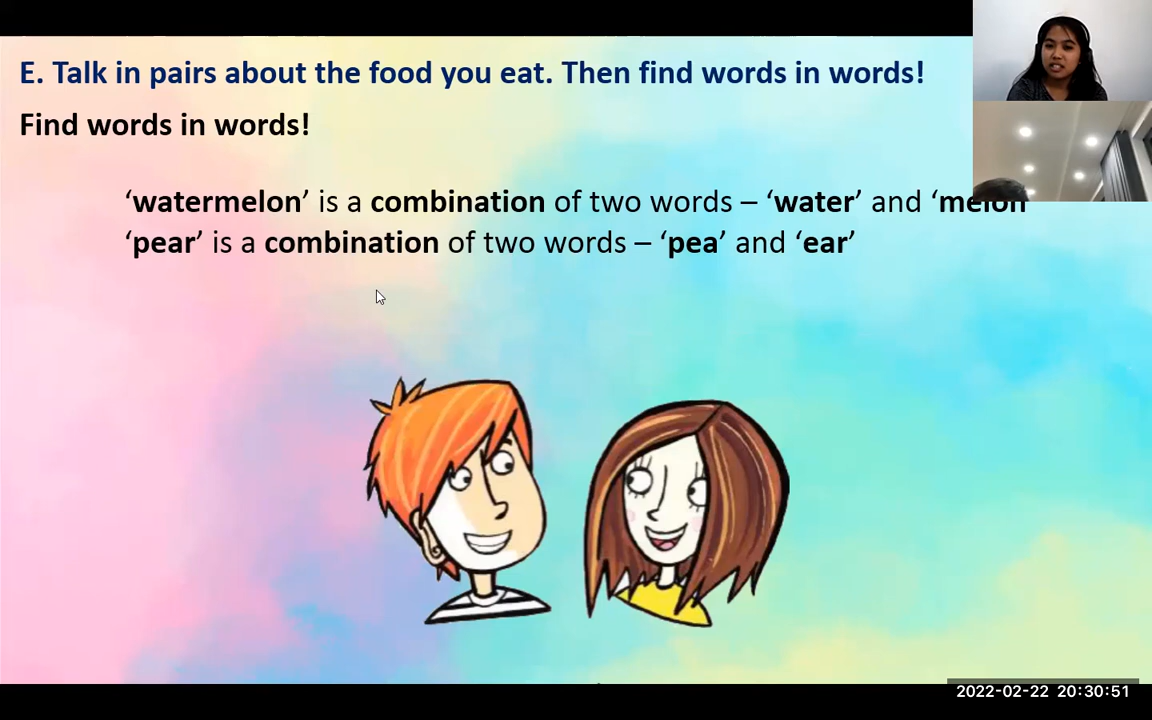 E. Talk in pairs about the food you eat. Then find words in words!
Find words in words!
‘watermelon’ is a combination of two words – ‘water’ and ‘melon
‘pear’ is a combination of two words – ‘pea’ and ‘ear’
2022-02-22 20:30:51